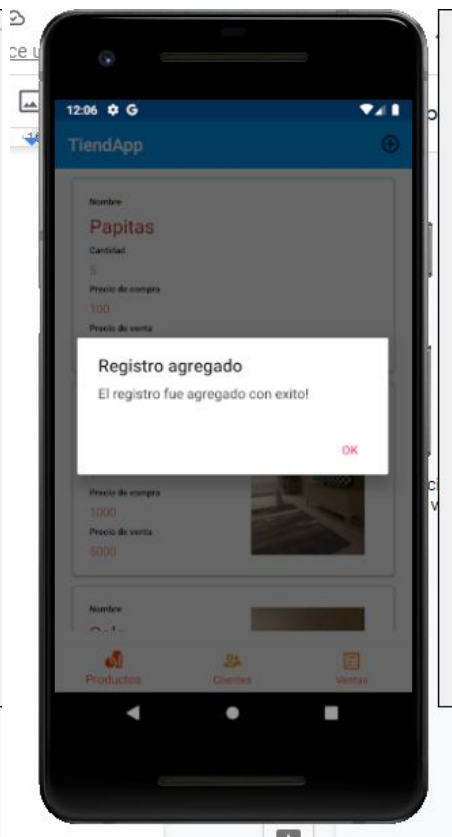 12:06
TiendApp
Nombre
Papitas
Cantidad
5
Precio de compra
100
Precio de venta
Registro agregado
El registro fue agregado con exito!
OK
Precio de compra
1000
Precio de venta
5000
Nombre
Productos
Clientes
Ventas